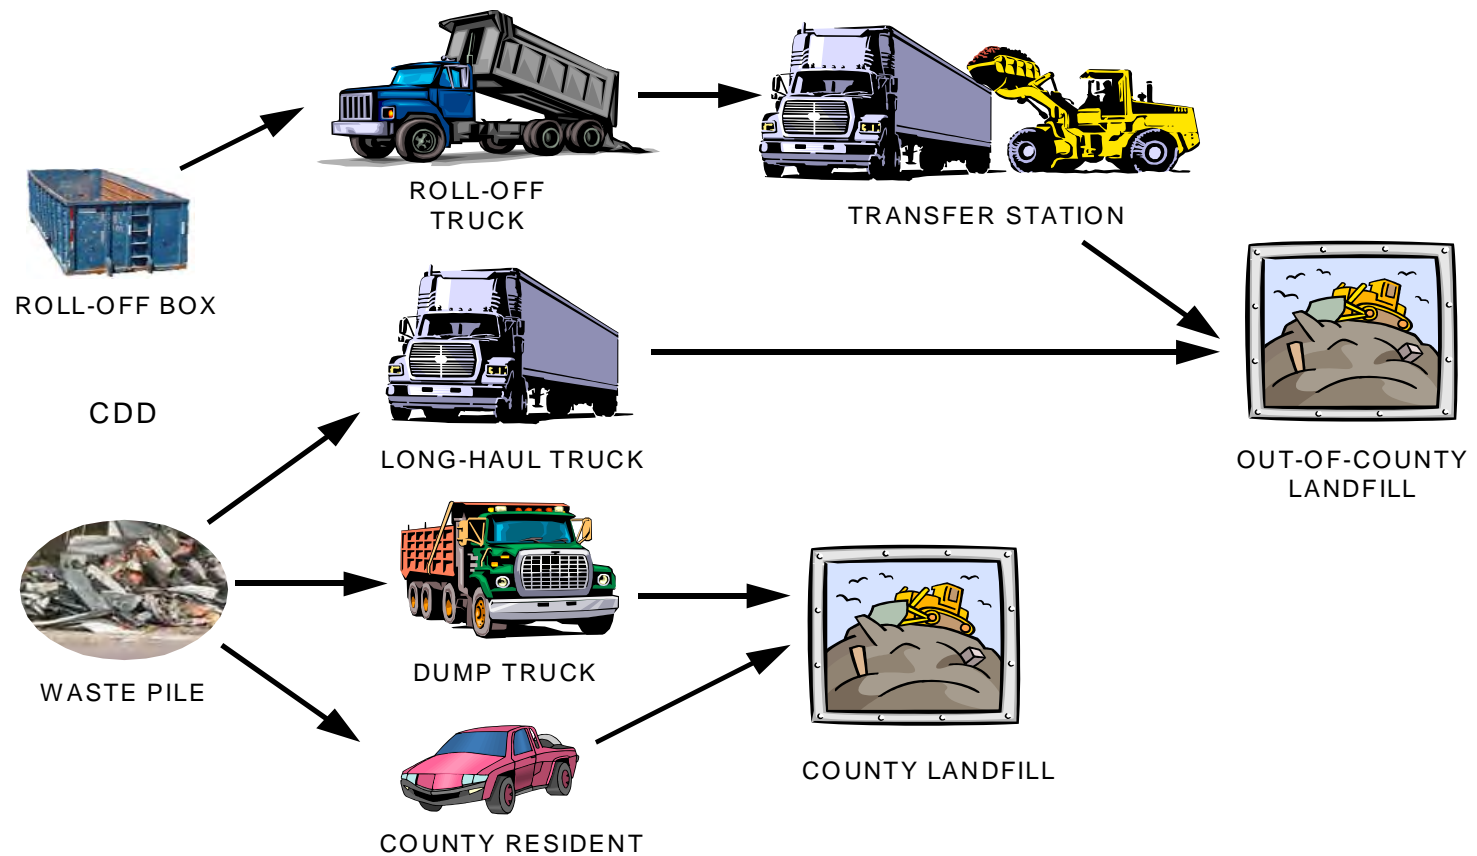 ROLL-OFF
TRUCK
TRANSFER STATION
ROLL-OFF BOX
CDD
LONG-HAUL TRUCK
OUT-OF-COUNTY
LANDFILL
WASTE PILE
DUMP TRUCK
COUNTY LANDFILL
COUNTY RESIDENT